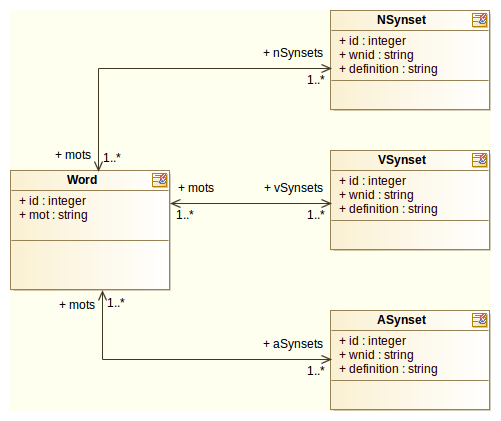 NSynset
+ id : integer
+ wnid : string
+ definition : string
+ nSynsets
1..*
+ mots
1..*
Word
+ id : integer
+ mot : string
+ mots
1..*
+ vSynsets
1..*
VSynset
+ id : integer
+ wnid : string
+ definition : string
+ mots
1..*
+ aSynsets
1..*
ASynset
+ id : integer
+ wnid : string
+ definition : string